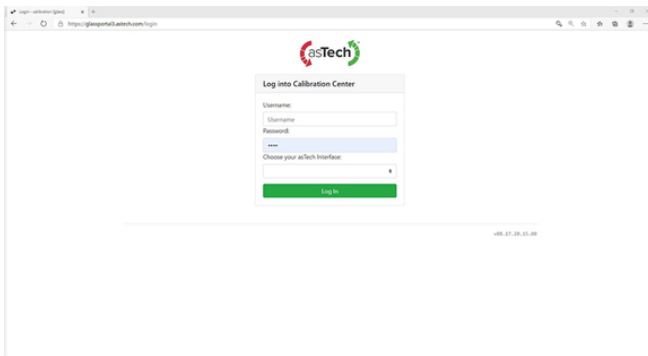 Login - calibration (glass)
https://glassportal3.astech.com/login
asTech
Log into Calibration Center
Username:
Username
Password:
Choose your asTech Interface:
Log In